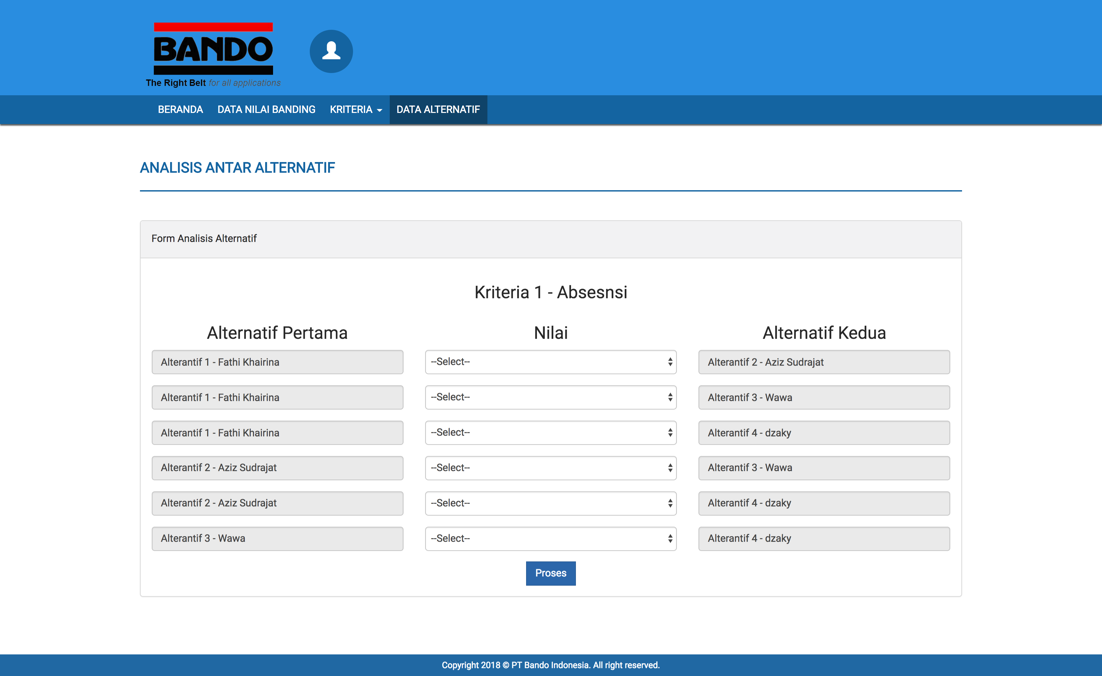 BANDO
The Right Belt for all applications
BERANDA DATA NILAI BANDING KRITERIA DATA ALTERNATIF
ANALISIS ANTAR ALTERNATIF
Form Analisis Alternatif
Kriteria 1 - Absesnsi
Alternatif Pertama Nilai Alternatif Kedua
Alterantif 1 - Fathi Khairina --Select-- Alterantif 2 - Aziz Sudrajat
Alterantif 1 - Fathi Khairina --Select-- Alterantif 3 - Wawa
Alterantif 1 - Fathi Khairina --Select-- Alterantif 4 - dzaky
Alterantif 2 - Aziz Sudrajat --Select-- Alterantif 3 - Wawa
Alterantif 2 - Aziz Sudrajat --Select-- Alterantif 4 - dzaky
Alterantif 3 - Wawa --Select-- Alterantif 4 - dzaky
Proses
Copyright 2018 © PT Bando Indonesia. All right reserved.